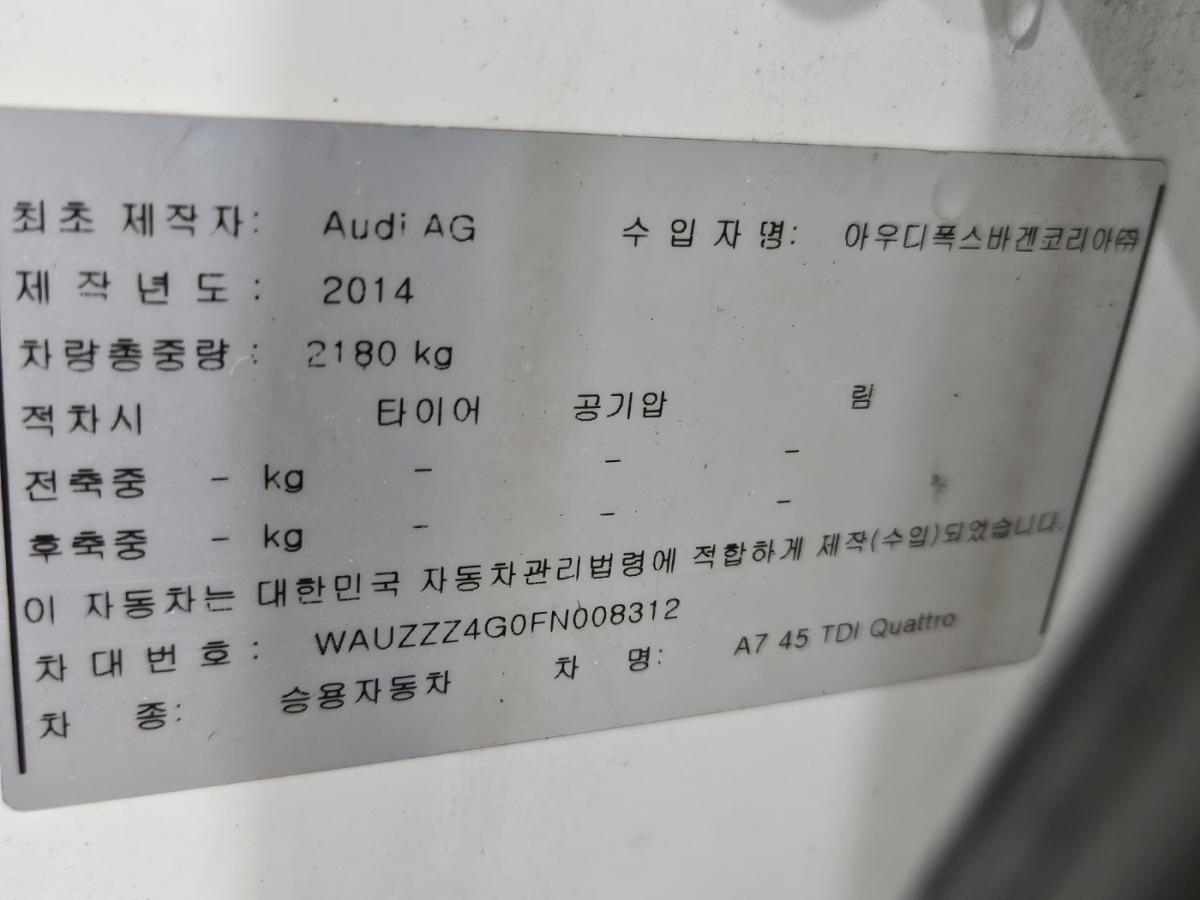 최초 제작자: Audi AG 수 입 자 명: 아우디폭스바겐코리아㈜
제 작 년 도 : 2014
차량총중량 : 2180 kg
적차시 타이어 공기압 림
전축중 - kg - - -
후축중 - kg - - -
이 자동차는 대한민국 자동차관리법령에 적합하게 제작(수입)되었습니다.
차 대 번 호 : WAUZZZ4G0FN008312
차 종: 승용자동차 차 명: A7 45 TDI Quattro